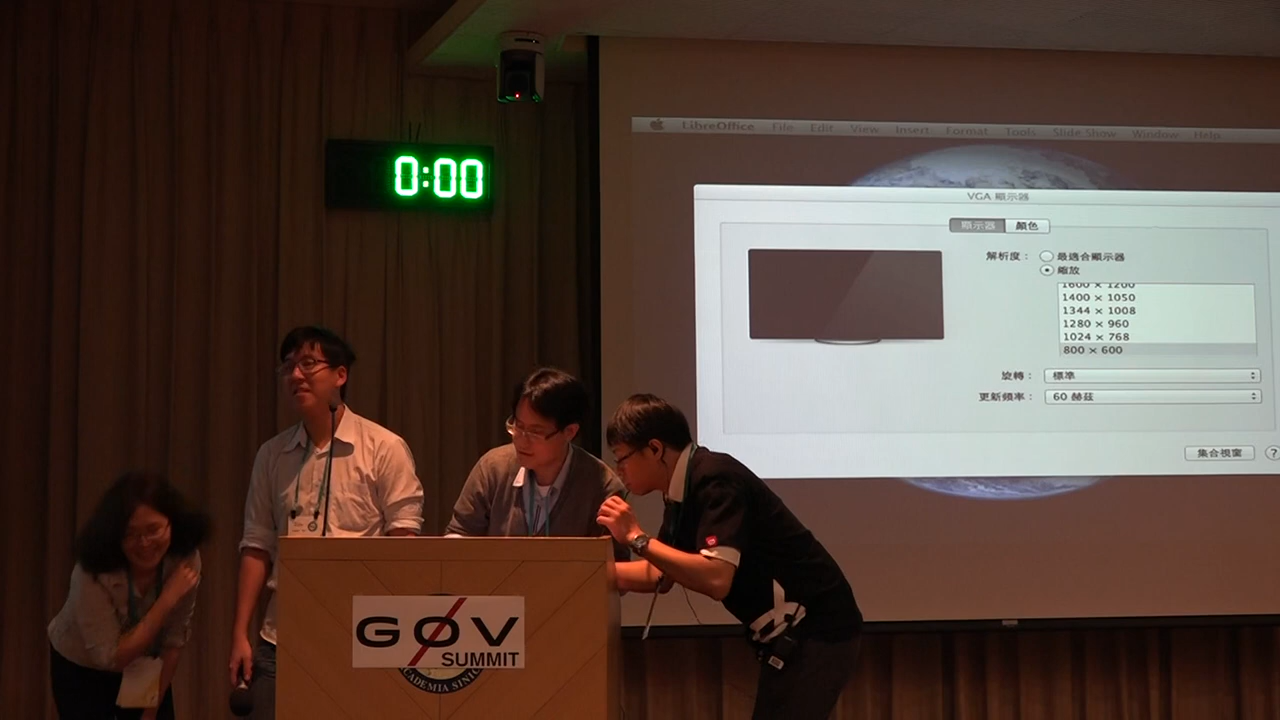 0:00
LibreOffice File Edit View Insert Format Tools Slide Show Window Help
VGA 顯示器
顯示器 顏色
解析度： 最適合顯示器
縮放
1600 × 1200
1400 × 1050
1344 × 1008
1280 × 960
1024 × 768
800 × 600
旋轉： 標準
更新頻率： 60 赫茲
集合視窗 ?
GØV
SUMMIT